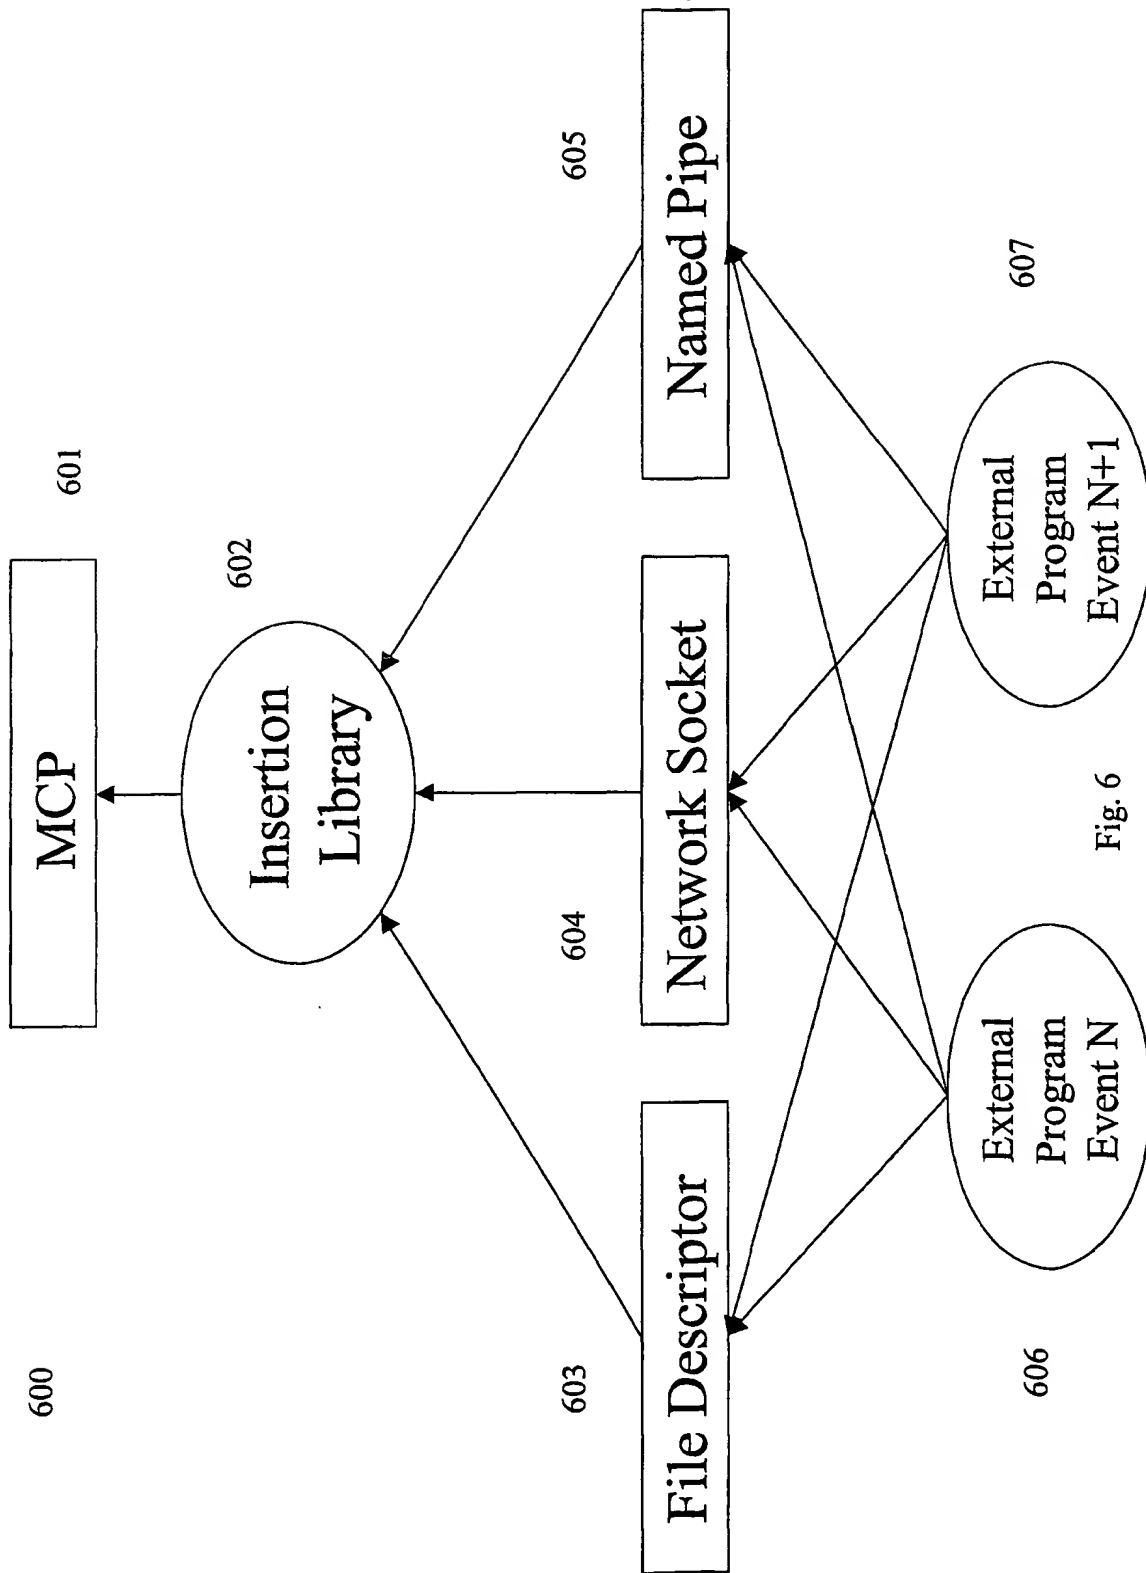 600
MCP
601
Insertion
Library
602
603
604
605
File Descriptor
Network Socket
Named Pipe
606
External
Program
Event N
External
Program
Event N+1
607
Fig. 6